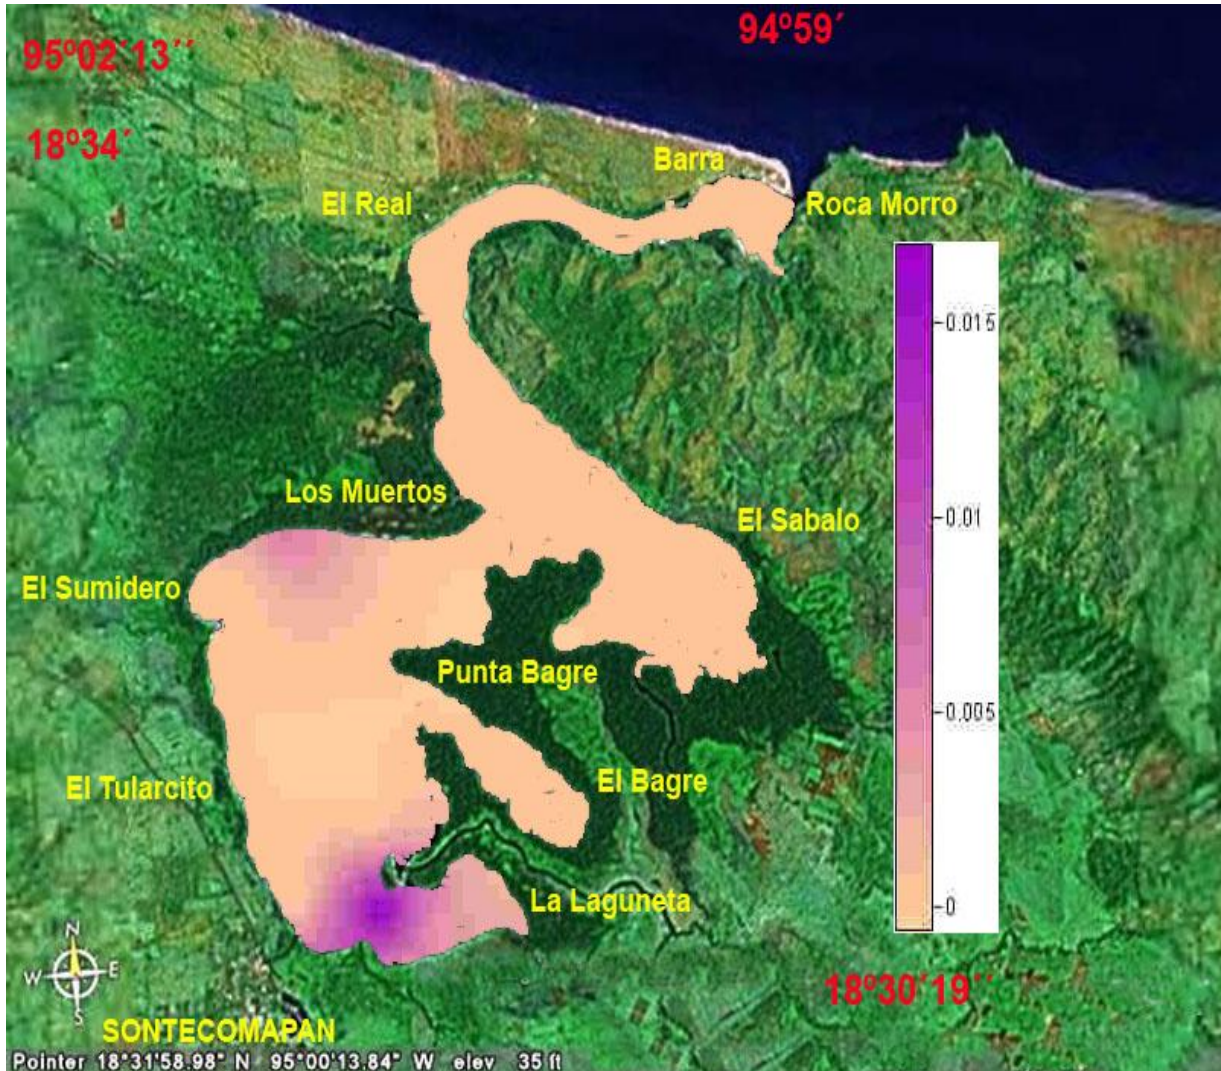 94º59´
95º02´13´´
18º34´
Barra
El Real
Roca Morro
0.015
Los Muertos
0.01
El Sabalo
El Sumidero
Punta Bagre
0.005
El Tularcito
El Bagre
La Laguneta
0
N
W
E
S
18º30´19´´
SONTECOMAPAN
Pointer 18°31'58.98" N 95°00'13.84" W elev 35 ft